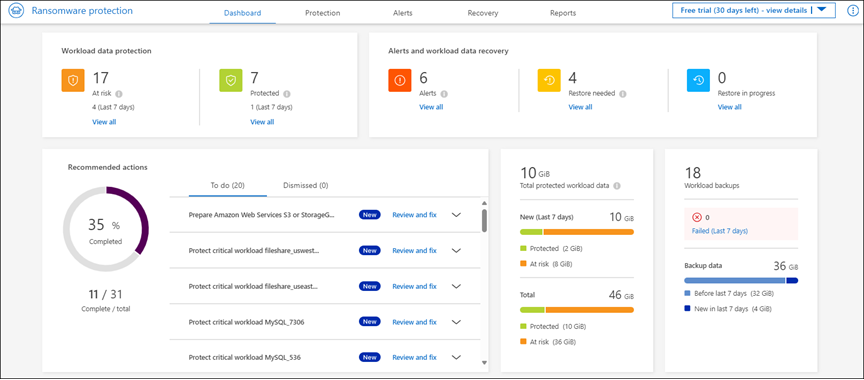 Ransomware protection
Dashboard
Protection
Alerts
Recovery
Reports
Free trial (30 days left) - view details |
Workload data protection
17
At risk
4 (Last 7 days)
View all
7
Protected
1 (Last 7 days)
View all
Alerts and workload data recovery
6
Alerts
View all
4
Restore needed
View all
0
Restore in progress
View all
Recommended actions
35 %
Completed
11 / 31
Complete / total
To do (20)
Dismissed (0)
Prepare Amazon Web Services S3 or StorageG...
New
Review and fix
Protect critical workload fileshare_uswest...
New
Review and fix
Protect critical workload fileshare_useast...
New
Review and fix
Protect critical workload MySQL_7306
New
Review and fix
Protect critical workload MySQL_536
New
Review and fix
10 GiB
Total protected workload data
New (Last 7 days)
10 GiB
Protected (2 GiB)
At risk (8 GiB)
Total
46 GiB
Protected (10 GiB)
At risk (36 GiB)
18
Workload backups
0
Failed (Last 7 days)
Backup data
36 GiB
Before last 7 days (32 GiB)
New in last 7 days (4 GiB)